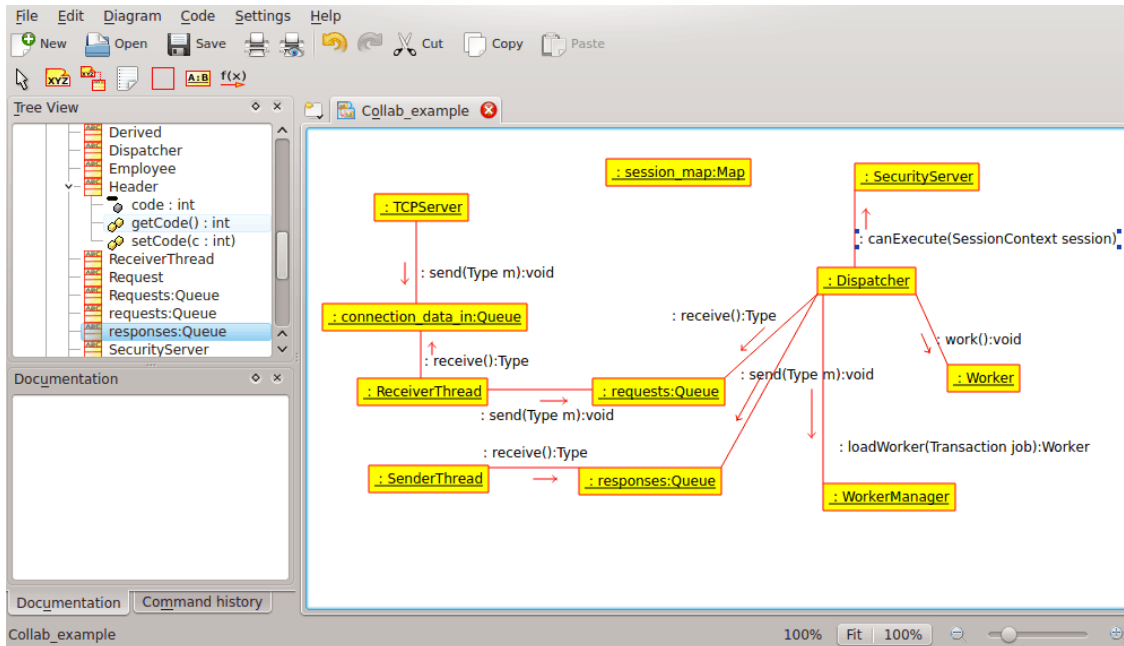 File Edit Diagram Code Settings Help
New Open Save Cut Copy Paste
XYZ XYZ A:B f(x)
Tree View
Collab_example
Derived
Dispatcher
Employee
Header
code : int
getCode() : int
setCode(c : int)
ReceiverThread
Request
Requests:Queue
requests:Queue
responses:Queue
SecurityServer
Documentation
Documentation Command history
: session_map:Map
: SecurityServer
: TCPServer
: canExecute(SessionContext session)
: send(Type m):void
: Dispatcher
: connection_data_in:Queue
: receive():Type
: work():void
: receive():Type
: send(Type m):void
: Worker
: ReceiverThread
: requests:Queue
: send(Type m):void
: loadWorker(Transaction job):Worker
: receive():Type
: SenderThread
: responses:Queue
: WorkerManager
Collab_example
100% Fit 100%